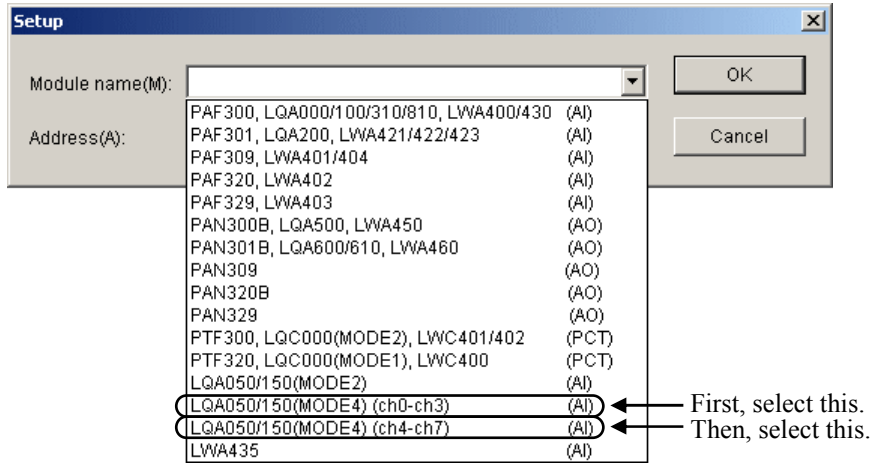 Setup
Module name(M):
OK
PAF300, LQA000/100/310/810, LWA400/430 (AI)
PAF301, LQA200, LWA421/422/423 (AI)
Address(A):
Cancel
PAF309, LWA401/404 (AI)
PAF320, LWA402 (AI)
PAF329, LWA403 (AI)
PAN300B, LQA500, LWA450 (AO)
PAN301B, LQA600/610, LWA460 (AO)
PAN309 (AO)
PAN320B (AO)
PAN329 (AO)
PTF300, LQC000(MODE2), LWC401/402 (PCT)
PTF320, LQC000(MODE1), LWC400 (PCT)
LQA050/150(MODE2) (AI)
LQA050/150(MODE4) (ch0-ch3) (AI) First, select this.
LQA050/150(MODE4) (ch4-ch7) (AI) Then, select this.
LWA435 (AI)